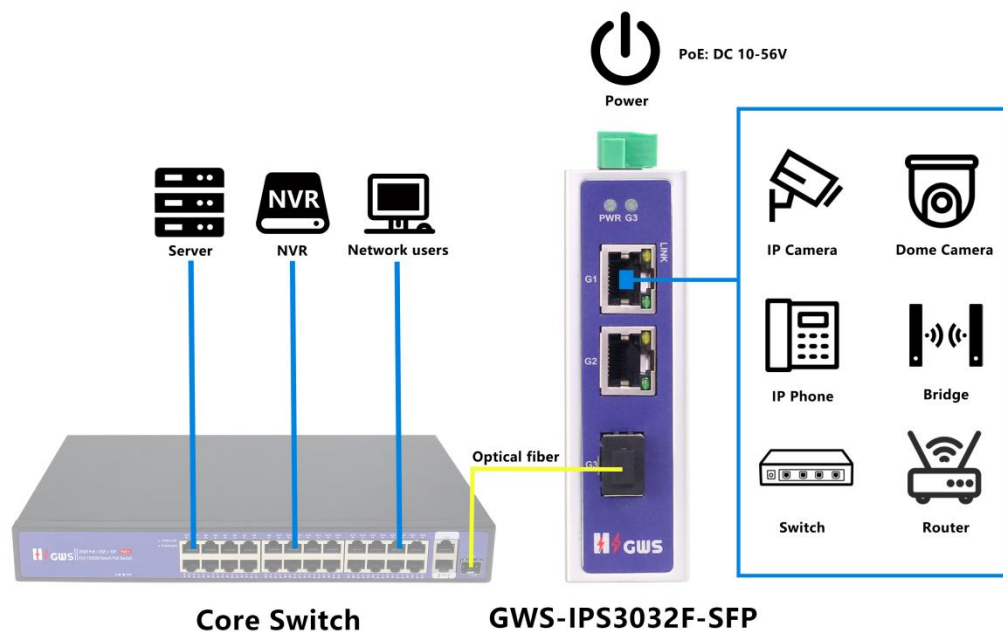 PoE: DC 10-56V
Power
NVR
Server
NVR
Network users
PWR G3
LINK
G1
G2
G3
GWS
IP Camera
Dome Camera
IP Phone
Bridge
Switch
Router
Optical fiber
GWS
Core Switch
GWS-IPS3032F-SFP